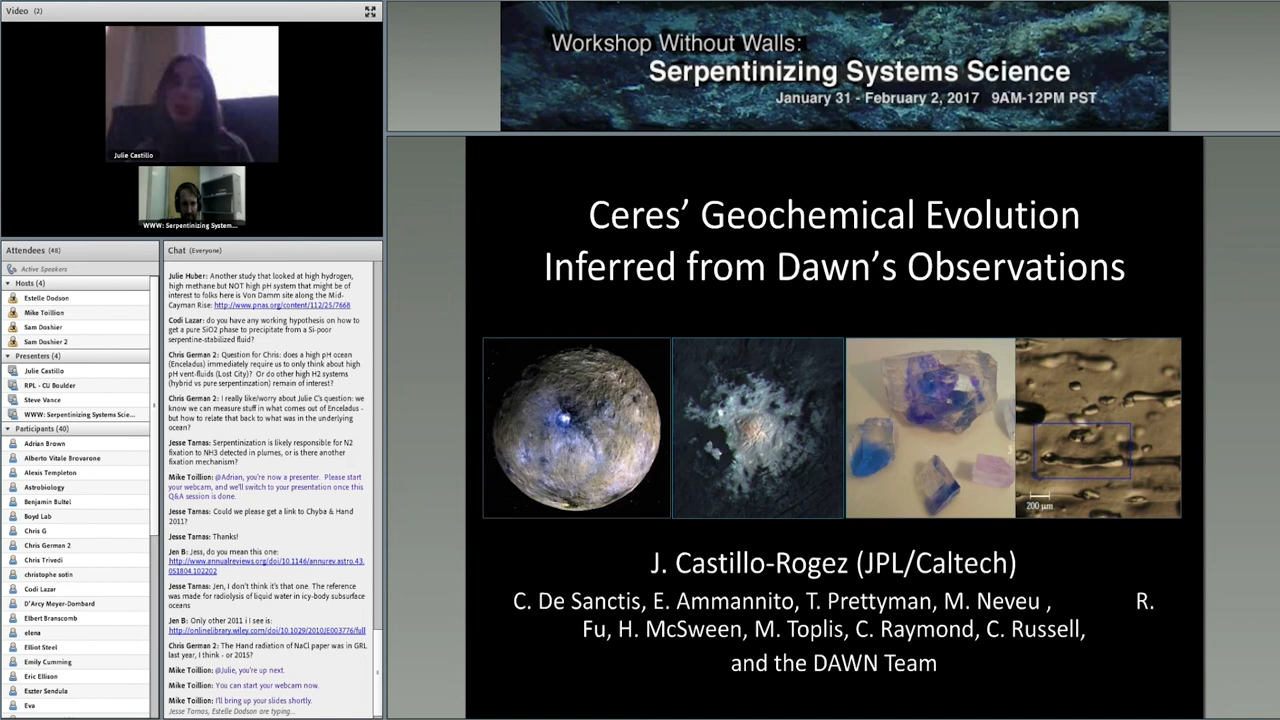 Video (2)
Julie Castillo
WWW: Serpentinizing System...
Attendees (48)
Active Speakers
Hosts (4)
Estelle Dodson
Mike Toillion
Sam Doshier
Sam Doshier 2
Presenters (4)
Julie Castillo
RPL - CU Boulder
Steve Vance
WWW: Serpentinizing Systems Scie...
Participants (40)
Adrian Brown
Alberto Vitale Brovarone
Alexis Templeton
Astrobiology
Benjamin Bultel
Boyd Lab
Chris G
Chris German 2
Chris Trivedi
christophe sotin
Codi Lazar
D'Arcy Meyer-Dombard
Elbert Branscomb
elena
Elliot Steel
Emily Cumming
Eric Ellison
Eszter Sendula
Eva
Chat (Everyone)
Julie Huber: Another study that looked at high hydrogen,
high methane but NOT high pH system that might be of
interest to folks here is Von Damm site along the Mid-
Cayman Rise: http://www.pnas.org/content/112/25/7668
Codi Lazar: do you have any working hypothesis on how to
get a pure SiO2 phase to precipitate from a Si-poor
serpentine-stabilized fluid?
Chris German 2: Question for Chris: does a high pH ocean
(Enceladus) immediately require us to only think about high
pH vent-fluids (Lost City)? Or do other high H2 systems
(hybrid vs pure serpentinzation) remain of interest?
Chris German 2: I really like/worry about Julie C's question: we
know we can measure stuff in what comes out of Enceladus -
but how to relate that back to what was in the underlying
ocean?
Jesse Tarnas: Serpentinization is likely responsible for N2
fixation to NH3 detected in plumes, or is there another
fixation mechanism?
Mike Toillion: @Adrian, you're now a presenter. Please start
your webcam, and we'll switch to your presentation once this
Q&A session is done.
Jesse Tarnas: Could we please get a link to Chyba & Hand
2011?
Jesse Tarnas: Thanks!
Jen B: Jess, do you mean this one:
http://www.annualreviews.org/doi/10.1146/annurev.astro.43.
051804.102202
Jesse Tarnas: Jen, I don't think it's that one. The reference
was made for radiolysis of liquid water in icy-body subsurface
oceans
Jen B: Only other 2011 i I see is:
http://onlinelibrary.wiley.com/doi/10.1029/2010JE003776/full
Chris German 2: The Hand radiation of NaCl paper was in GRL
last year, I think - or 2015?
Mike Toillion: @Julie, you're up next.
Mike Toillion: You can start your webcam now.
Mike Toillion: I'll bring up your slides shortly.
Jesse Tarnas, Estelle Dodson are typing...
Workshop Without Walls:
Serpentinizing Systems Science
January 31 - February 2, 2017 9AM-12PM PST
Ceres' Geochemical Evolution
Inferred from Dawn's Observations
200 µm
J. Castillo-Rogez (JPL/Caltech)
C. De Sanctis, E. Ammannito, T. Prettyman, M. Neveu , R.
Fu, H. McSween, M. Toplis, C. Raymond, C. Russell,
and the DAWN Team